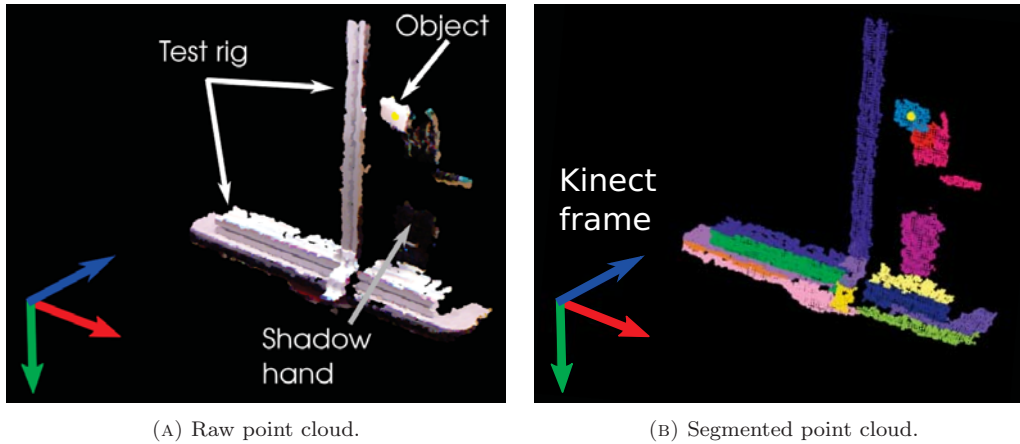 Object
Test rig
Shadow
hand
Kinect
frame
(A) Raw point cloud.
(B) Segmented point cloud.